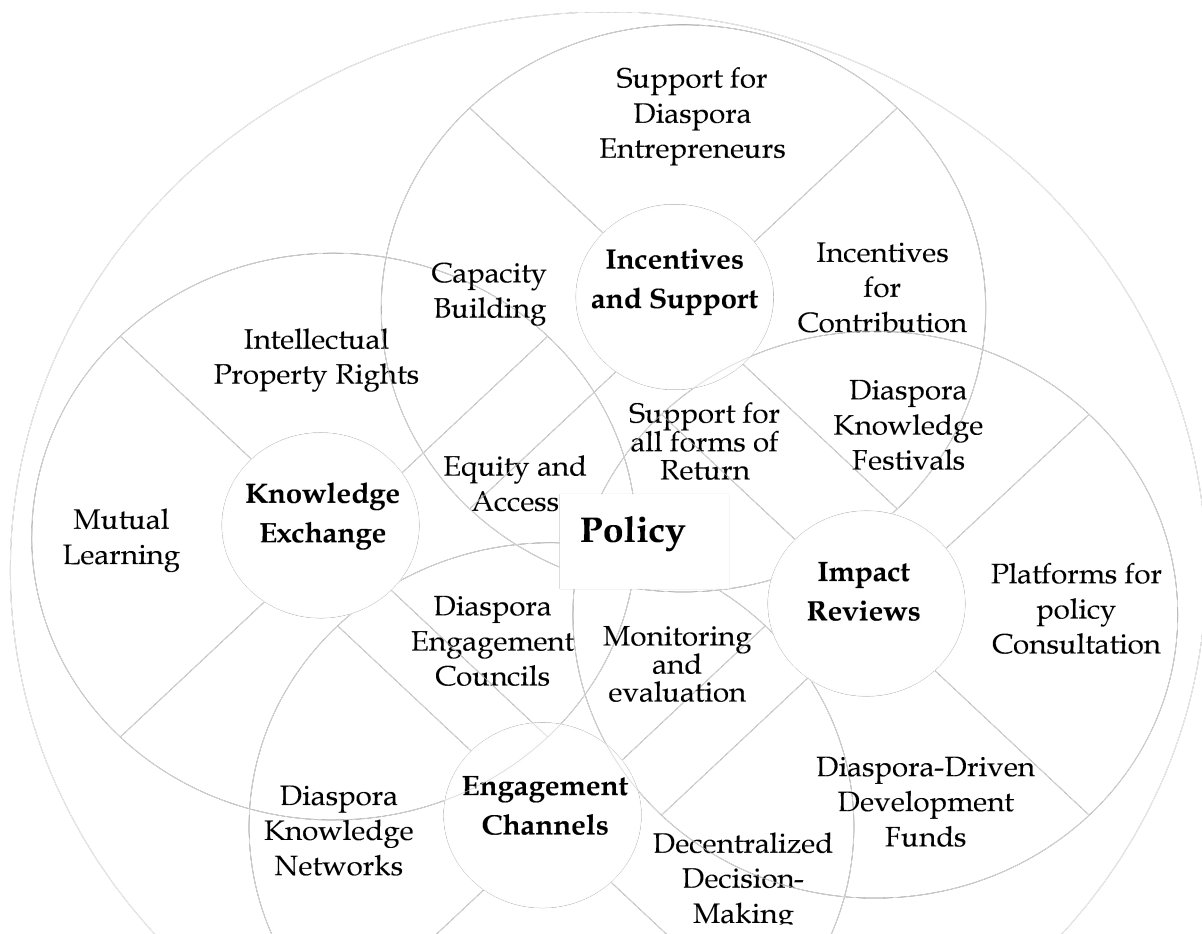 Support for
Diaspora
Entrepreneurs
Incentives
and Support
Incentives
for
Contribution
Capacity
Building
Intellectual
Property Rights
Diaspora
Knowledge
Festivals
Support for
all forms of
Return
Equity and
Access
Knowledge
Exchange
Mutual
Learning
Policy
Impact
Reviews
Platforms for
policy
Consultation
Diaspora
Engagement
Councils
Monitoring
and
evaluation
Engagement
Channels
Diaspora
Knowledge
Networks
Diaspora-Driven
Development
Funds
Decentralized
Decision-
Making